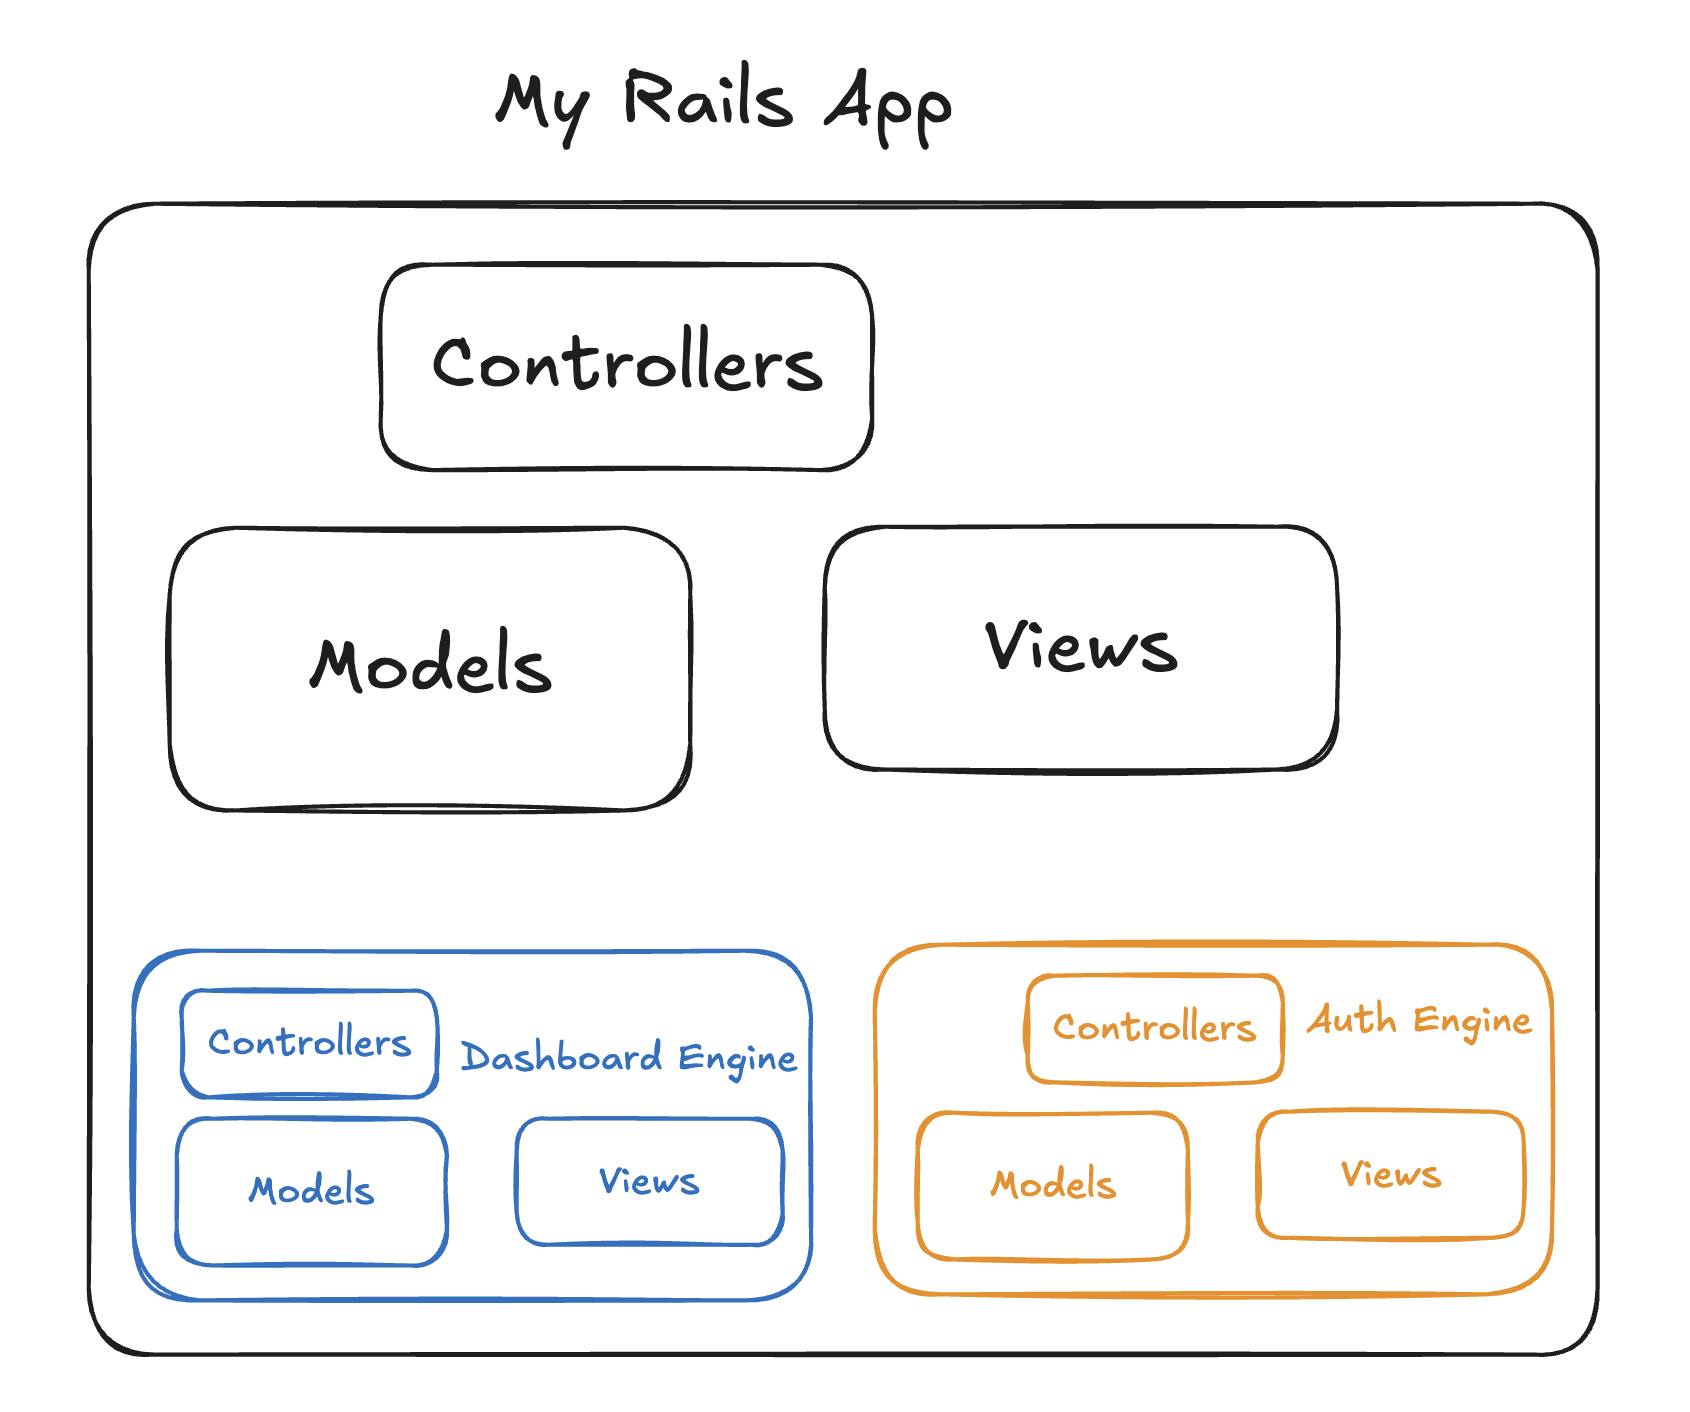 My Rails App
Controllers
Models
Views
Controllers
Dashboard Engine
Models
Views
Controllers
Auth Engine
Models
Views